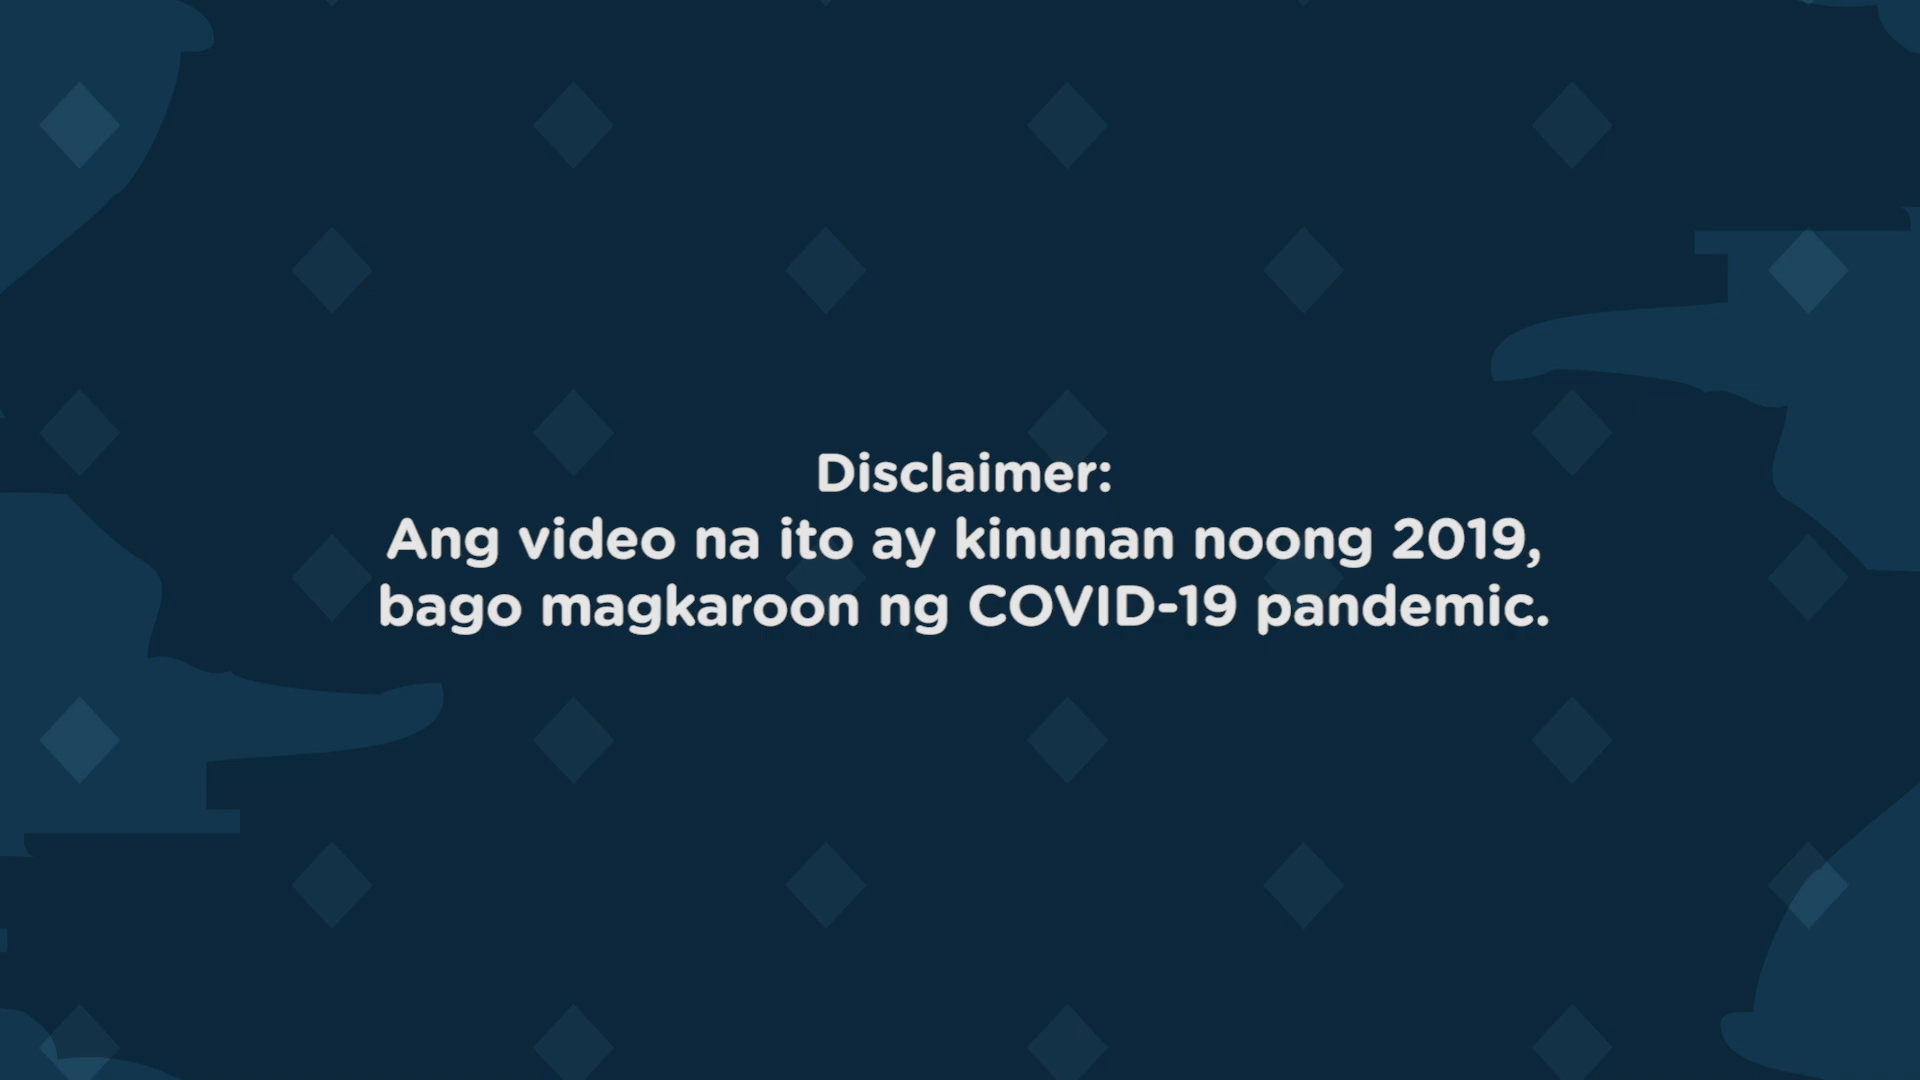 Disclaimer:
Ang video na ito ay kinunan noong 2019,
bago magkaroon ng COVID-19 pandemic.